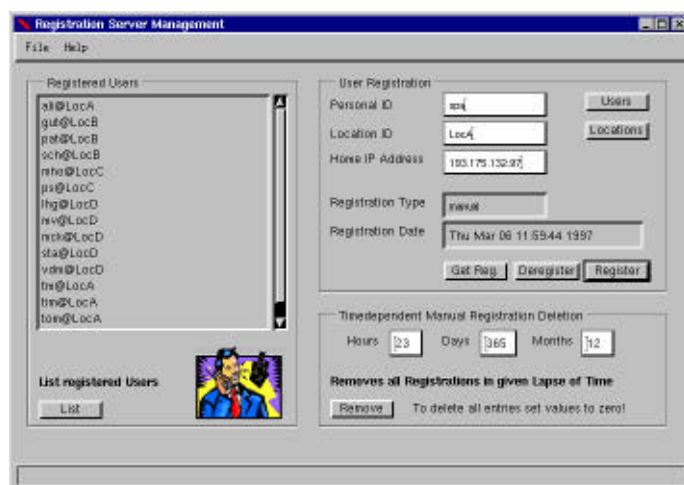 Registration Server Management
File Help
Registered Users
ali@LocA
gut@LocB
pat@LocB
sch@LocB
mho@LocC
ps@LocC
lhg@LocD
mv@LocD
mck@LocD
sta@LocD
vdm@LocD
tm@LocA
tim@LocA
tom@LocA
List registered Users
List
User Registration
Personal ID
Users
Location ID LocA Locations
Home IP Address 193.175.132.97
Registration Type manual
Registration Date Thu Mar 06 11:59:44 1997
Get Reg. Deregister Register
Timedependent Manual Registration Deletion
Hours 23 Days 365 Months 12
Removes all Registrations in given Lapse of Time
Remove To delete all entries set values to zero!